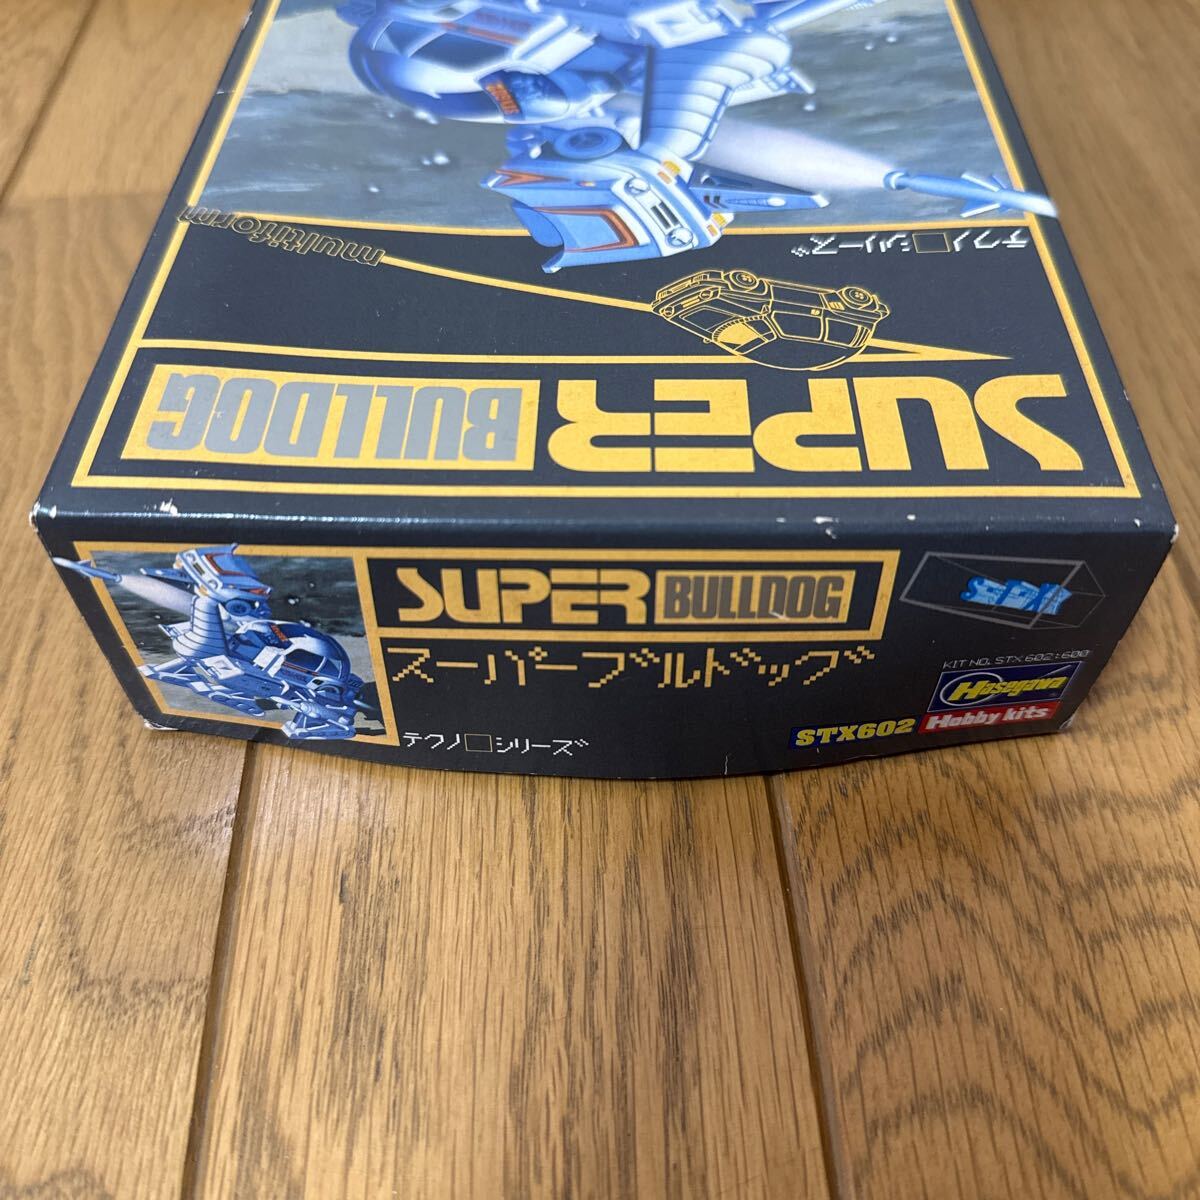 テクノ□シリーズ
multiform
SUPER BULLDOG
SUPER BULLDOG
スーパーブルドッグ
テクノ□シリーズ
KIT NO. STX602:600
Hasegawa
STX602
Hobby kits